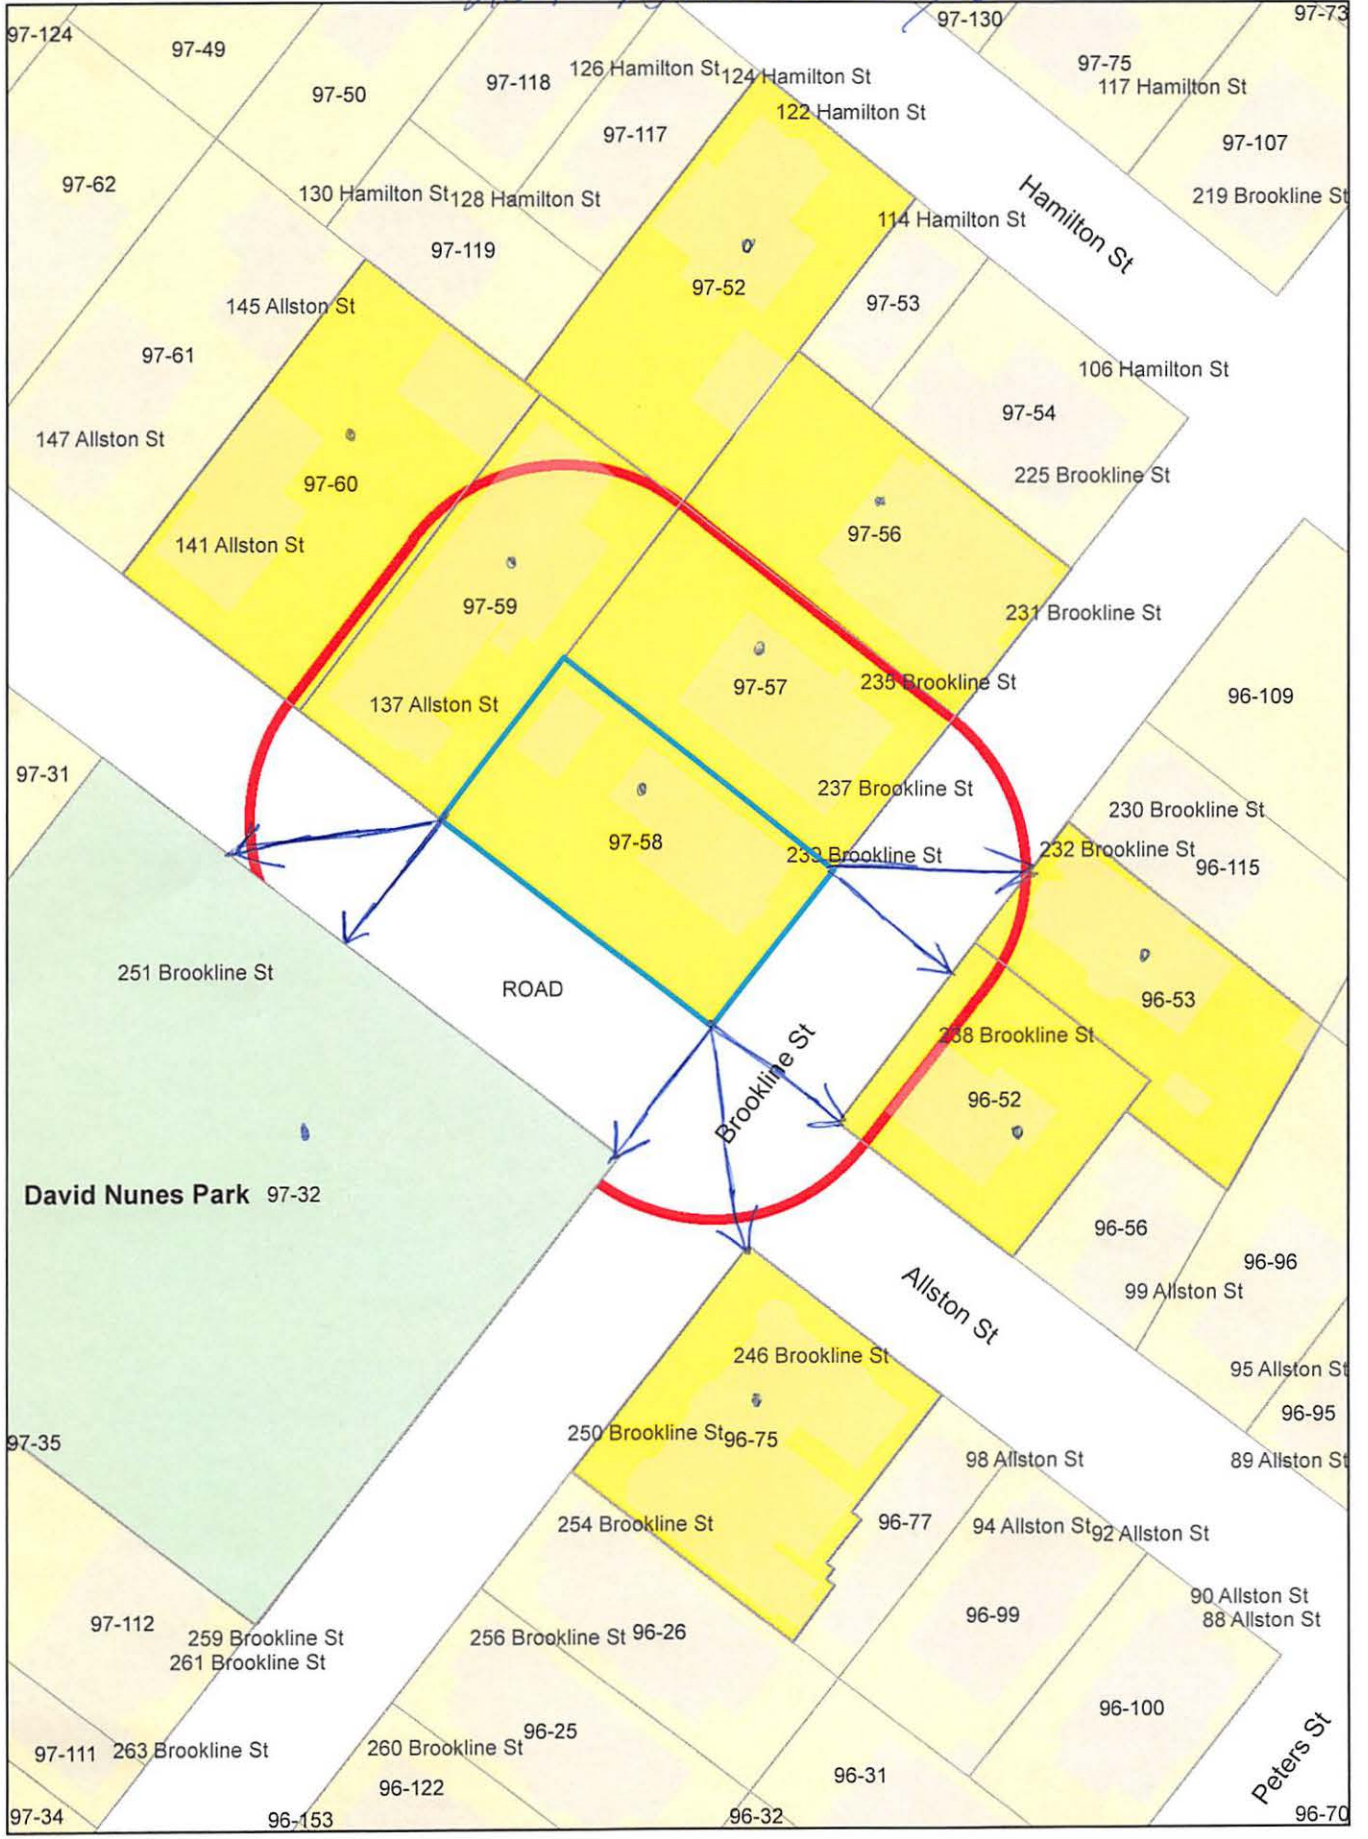 97-124
97-49
97-50
97-118
126 Hamilton St
124 Hamilton St
97-130
97-73
97-75
117 Hamilton St
122 Hamilton St
97-117
97-107
97-62
130 Hamilton St
128 Hamilton St
219 Brookline St
Hamilton St
114 Hamilton St
97-119
97-52
97-53
145 Allston St
97-61
106 Hamilton St
97-54
147 Allston St
225 Brookline St
97-60
97-56
141 Allston St
97-59
231 Brookline St
97-57
235 Brookline St
96-109
137 Allston St
97-31
237 Brookline St
230 Brookline St
97-58
239 Brookline St
232 Brookline St
96-115
251 Brookline St
ROAD
96-53
238 Brookline St
Brookline St
96-52
David Nunes Park 97-32
96-56
96-96
99 Allston St
Allston St
246 Brookline St
95 Allston St
96-95
97-35
250 Brookline St
96-75
98 Allston St
89 Allston St
254 Brookline St
96-77
94 Allston St
92 Allston St
90 Allston St
88 Allston St
97-112
259 Brookline St
261 Brookline St
256 Brookline St
96-26
96-99
96-100
97-111
263 Brookline St
260 Brookline St
96-25
96-122
96-31
Peters St
97-34
96-153
96-32
96-70